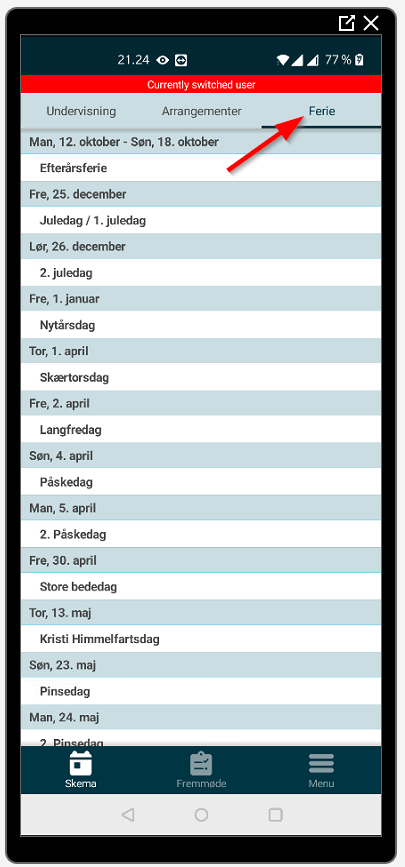 21.24
77 %
Currently switched user
Undervisning Arrangementer Ferie
Man, 12. oktober - Søn, 18. oktober
Efterårsferie
Fre, 25. december
Juledag / 1. juledag
Lør, 26. december
2. juledag
Fre, 1. januar
Nytårsdag
Tor, 1. april
Skærtorsdag
Fre, 2. april
Langfredag
Søn, 4. april
Påskedag
Man, 5. april
2. Påskedag
Fre, 30. april
Store bededag
Tor, 13. maj
Kristi Himmelfartsdag
Søn, 23. maj
Pinsedag
Man, 24. maj
2. Pinsedag
Skema Fremmøde Menu